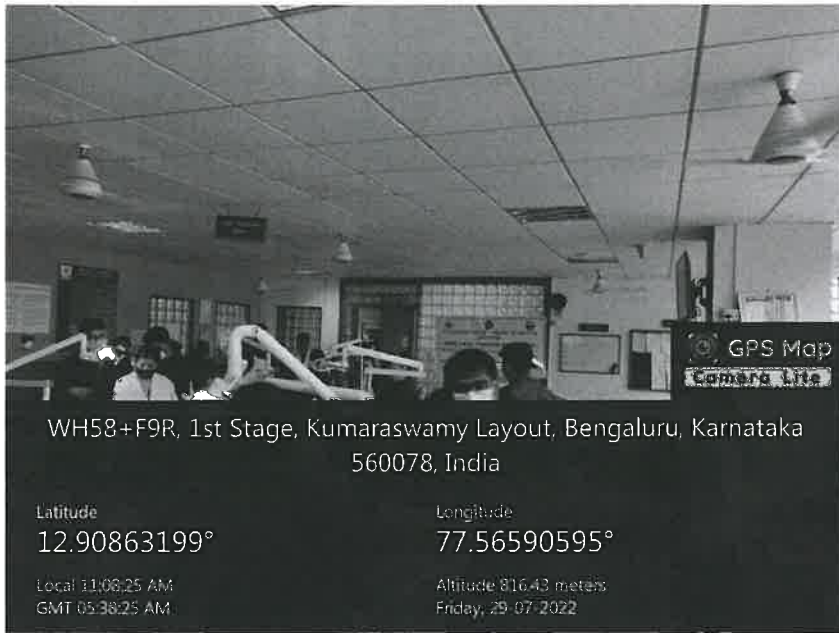 GPS Map
Camera Lite
WH58+F9R, 1st Stage, Kumaraswamy Layout, Bengaluru, Karnataka
560078, India
Latitude
Longitude
12.90863199°
77.56590595°
Local 11:08:25 AM
Altitude 816.43 meters
GMT 05:38:25 AM
Friday, 29-07-2022